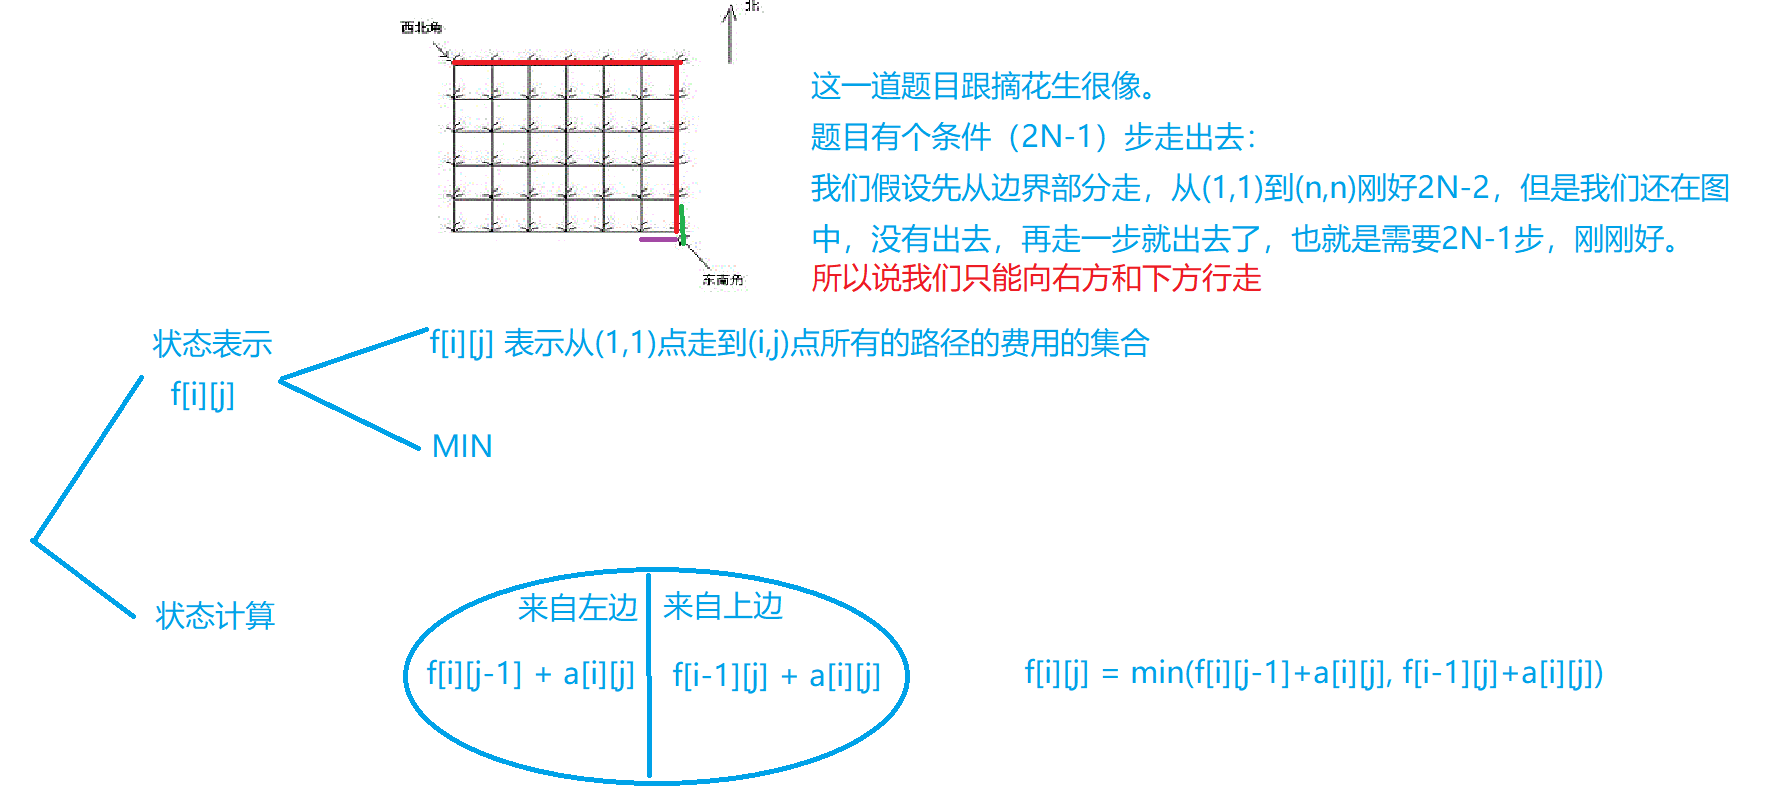 北
西北角
这一道题目跟摘花生很像。
题目有个条件（2N-1）步走出去：
我们假设先从边界部分走，从(1,1)到(n,n)刚好2N-2，但是我们还在图
中，没有出去，再走一步就出去了，也就是需要2N-1步，刚刚好。
所以说我们只能向右方和下方行走
东南角
状态表示
f[i][j]
f[i][j] 表示从(1,1)点走到(i,j)点所有的路径的费用的集合
MIN
状态计算
来自左边
来自上边
f[i][j-1] + a[i][j]
f[i-1][j] + a[i][j]
f[i][j] = min(f[i][j-1]+a[i][j], f[i-1][j]+a[i][j])